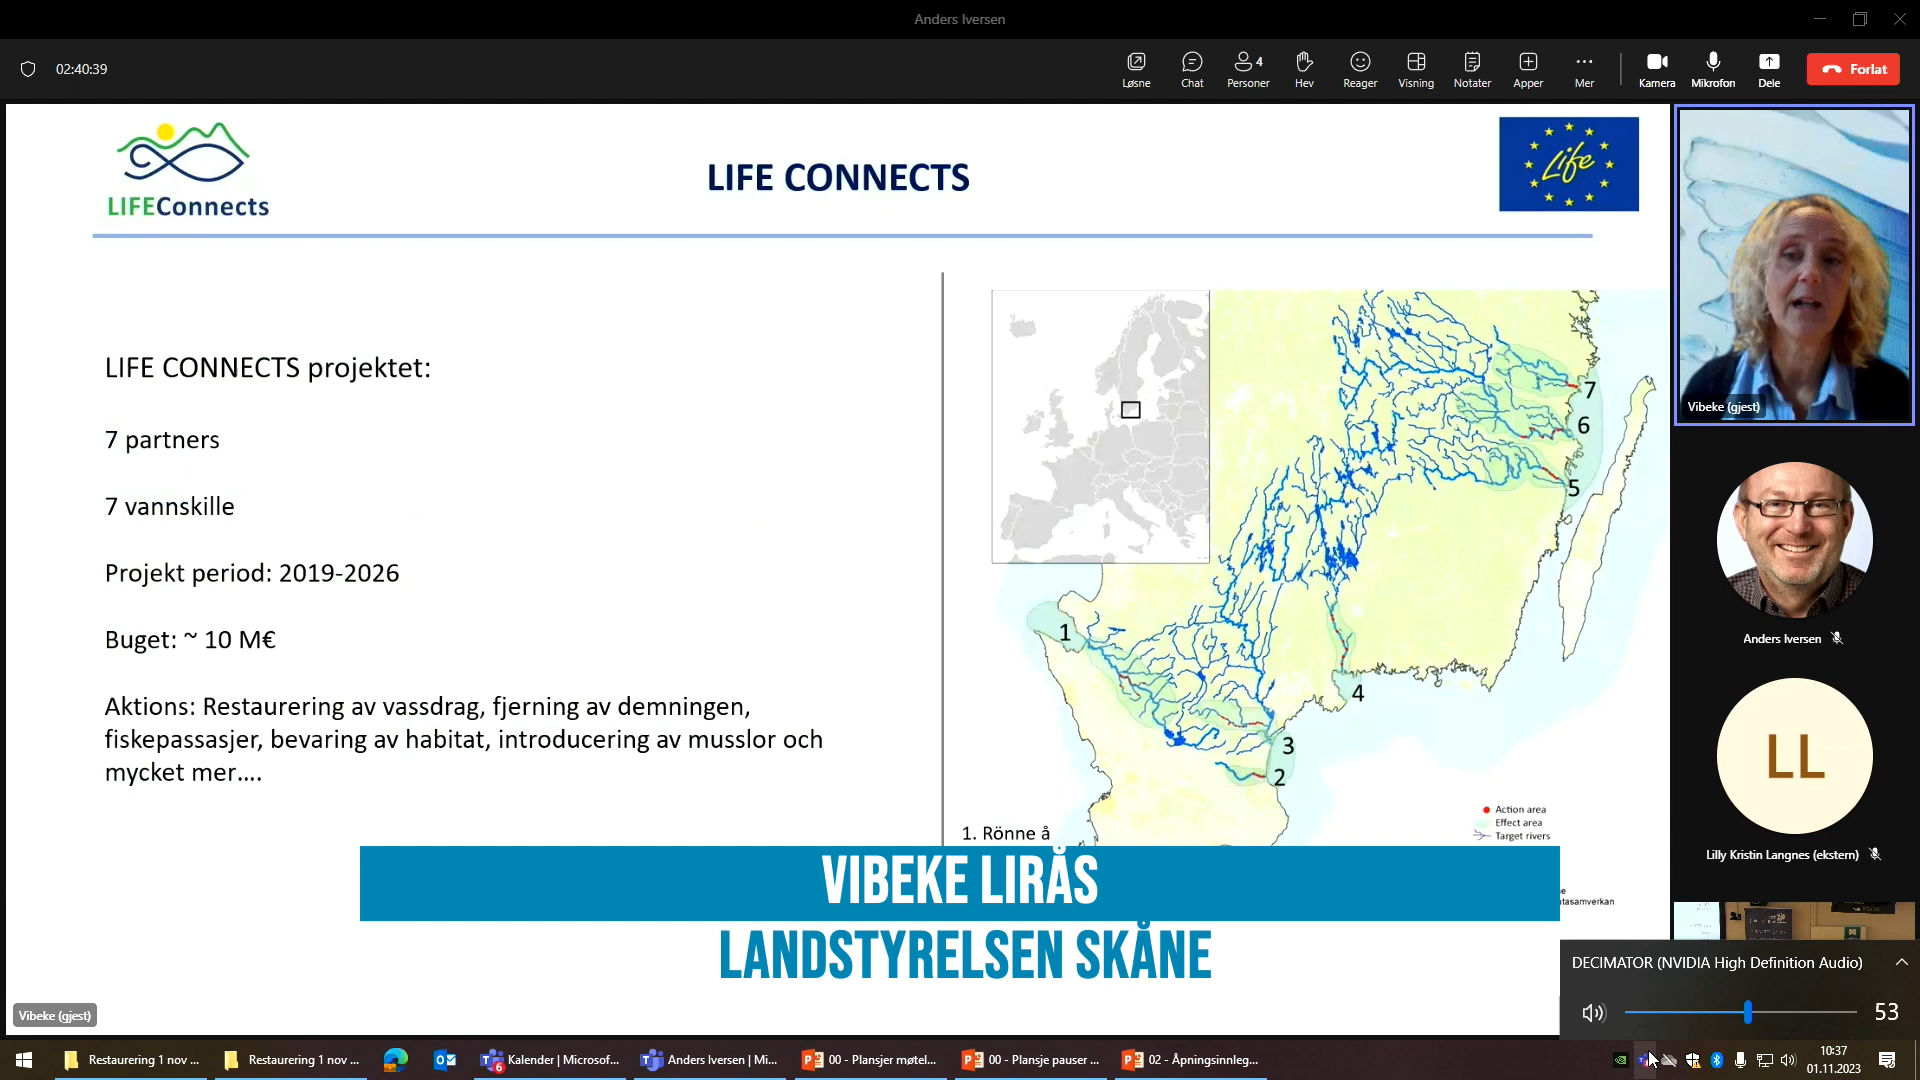 Anders Iversen
02:40:39
Løsne
Chat
Personer
4
Hev
Reager
Visning
Notater
Apper
Mer
Kamera
Mikrofon
Dele
Forlat
LIFEConnects
LIFE CONNECTS
Life
LIFE CONNECTS projektet:
7 partners
7 vannskille
Projekt period: 2019-2026
Buget: ~ 10 M€
Aktions: Restaurering av vassdrag, fjerning av demningen,
fiskepassasjer, bevaring av habitat, introducering av musslor och
mycket mer....
7
6
5
1
4
3
2
Action area
Effect area
Target rivers
1. Rönne å
VIBEKE LIRÅS
LANDSTYRELSEN SKÅNE
Vibeke (gjest)
Vibeke (gjest)
Anders Iversen
LL
Lilly Kristin Langnes (ekstern)
DECIMATOR (NVIDIA High Definition Audio)
53
Restaurering 1 nov ...
Restaurering 1 nov ...
6
Kalender | Microsof...
Anders Iversen | Mi...
00 - Plansjer møtel...
00 - Plansje pauser ...
02 - Åpningsinnleg...
10:37
01.11.2023